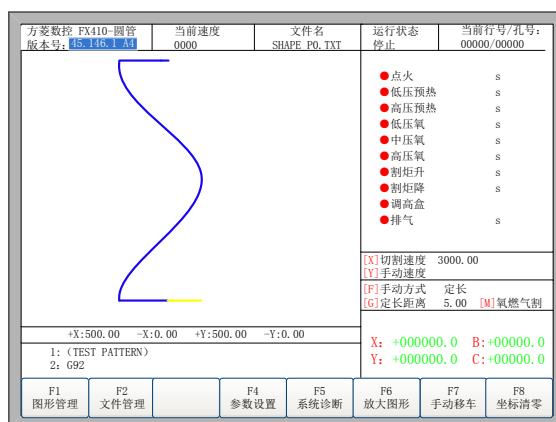 方菱数控 FX410-圆管 当前速度 文件名 运行状态 当前行号/孔号:
版本号: 45.146.1 A4 0000 SHAPE P0.TXT 停止 00000/00000
点火 s
低压预热 s
高压预热 s
低压氧 s
中压氧 s
高压氧 s
割炬升 s
割炬降 s
调高盒
排气 s
[X]切割速度 3000.00
[Y]手动速度
[F]手动方式 定长
[G]定长距离 5.00 [M]氧燃气割
+X:500.00 -X:0.00 +Y:500.00 -Y:0.00
X: +000000.0 B:+00000.0
Y: +000000.0 C:+00000.0
1: (TEST PATTERN)
2: G92
F1 F2 F4 F5 F6 F7 F8
图形管理 文件管理 参数设置 系统诊断 放大图形 手动移车 坐标清零